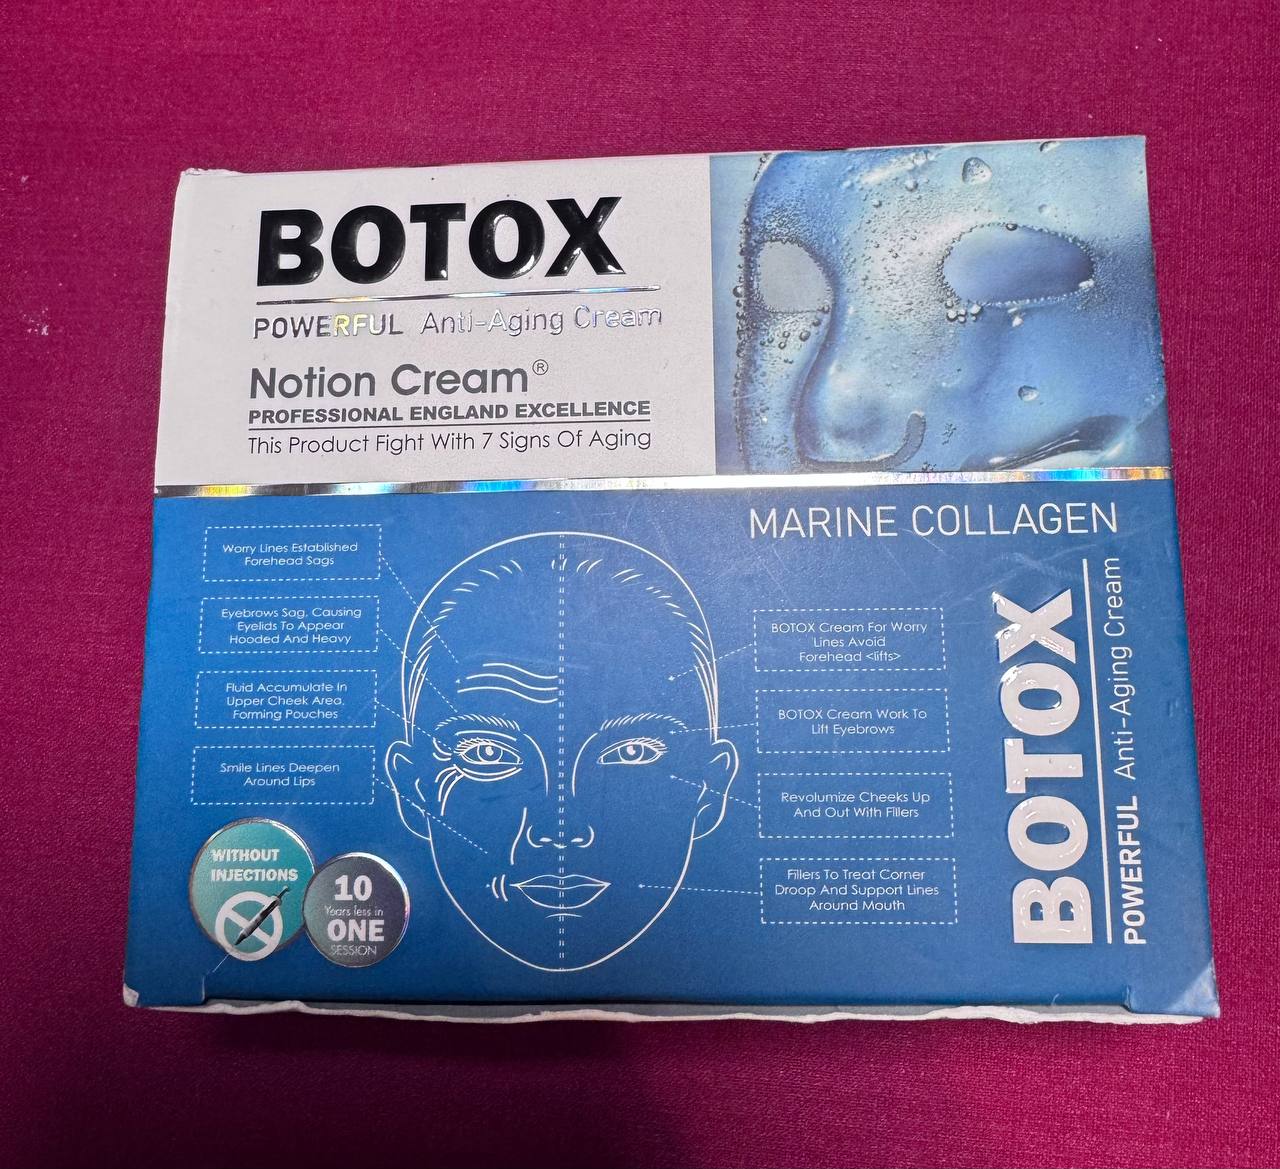 BOTOX
POWERFUL Anti-Aging Cream
Notion Cream®
PROFESSIONAL ENGLAND EXCELLENCE
This Product Fight With 7 Signs Of Aging
MARINE COLLAGEN
Worry Lines Established
Forehead Sags
Eyebrows Sag, Causing
Eyelids To Appear
Hooded And Heavy
Fluid Accumulate In
Upper Cheek Area,
Forming Pouches
Smile Lines Deepen
Around Lips
BOTOX Cream For Worry
Lines Avoid
Forehead <lifts>
BOTOX Cream Work To
Lift Eyebrows
Revolumize Cheeks Up
And Out With Fillers
Fillers To Treat Corner
Droop And Support Lines
Around Mouth
WITHOUT
INJECTIONS
10
Years less in
ONE
SESSION
BOTOX
POWERFUL Anti-Aging Cream